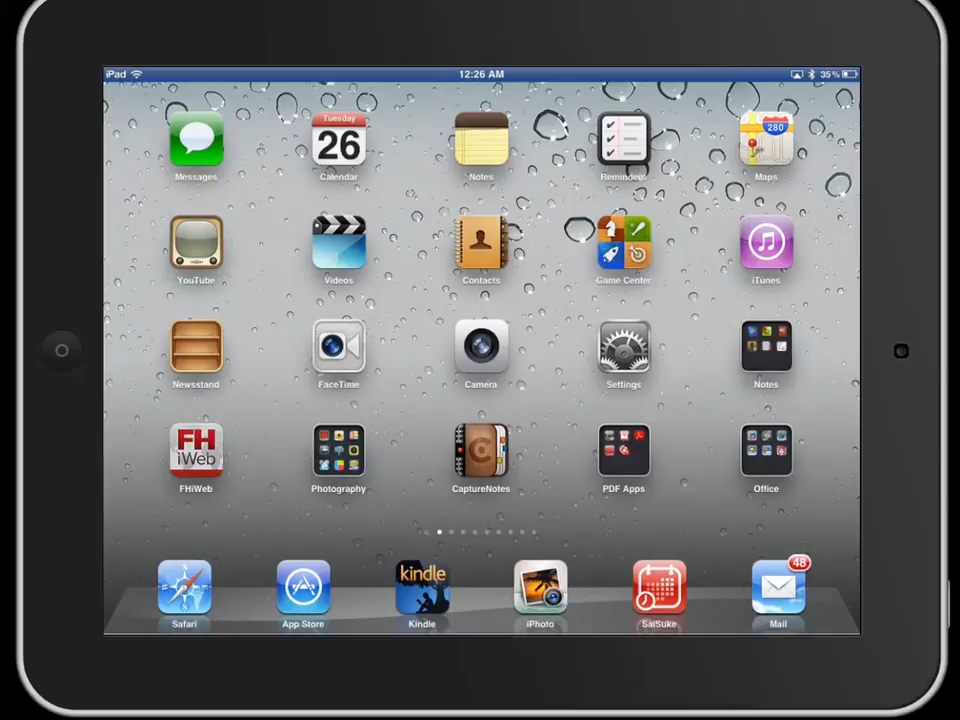 iPad 12:26 AM 35%
Tuesday
26
280
Messages Calendar Notes Reminders Maps
YouTube Videos Contacts Game Center iTunes
Newsstand FaceTime Camera Settings Notes
FH
iWeb
C
FHiWeb Photography CaptureNotes PDF Apps Office
kindle
48
Safari App Store Kindle iPhoto SaiSuke Mail